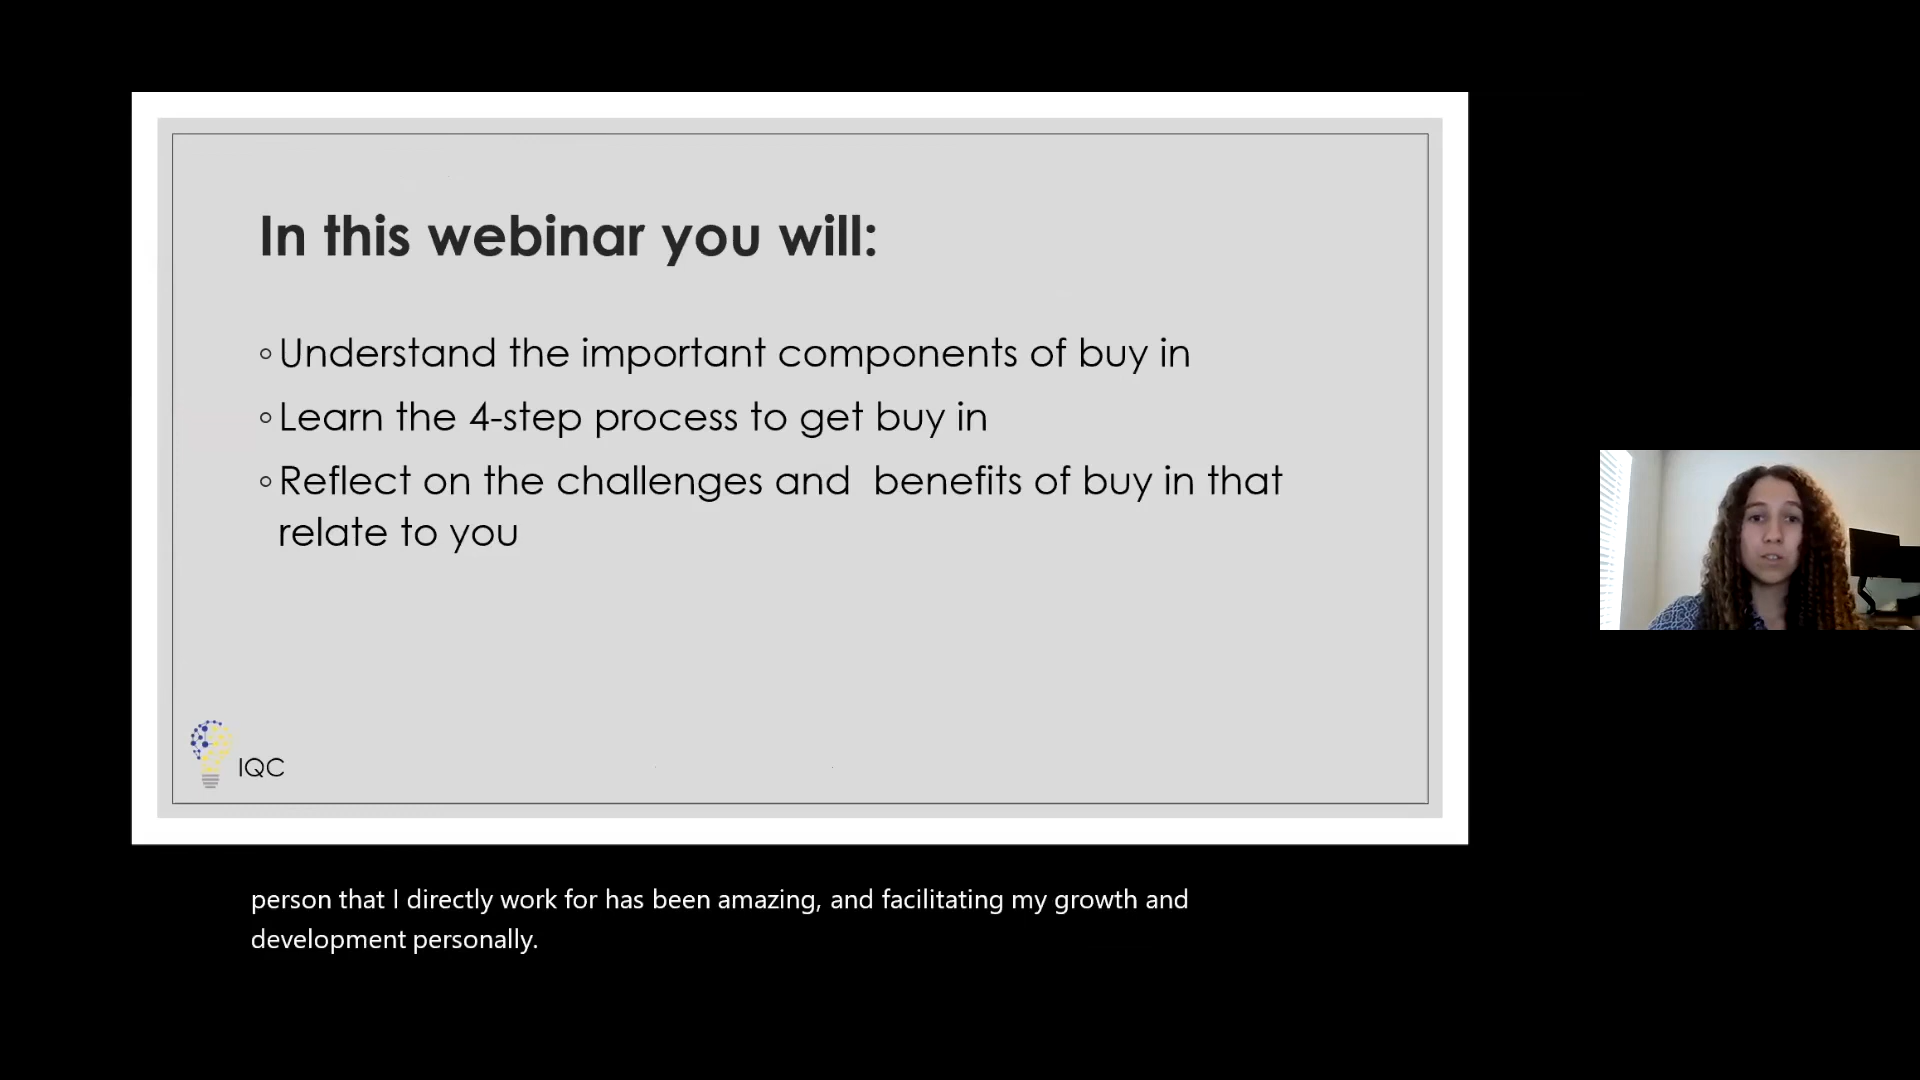 In this webinar you will:
◦Understand the important components of buy in
◦Learn the 4-step process to get buy in
◦Reflect on the challenges and  benefits of buy in that
relate to you
IQC
person that I directly work for has been amazing, and facilitating my growth and
development personally.